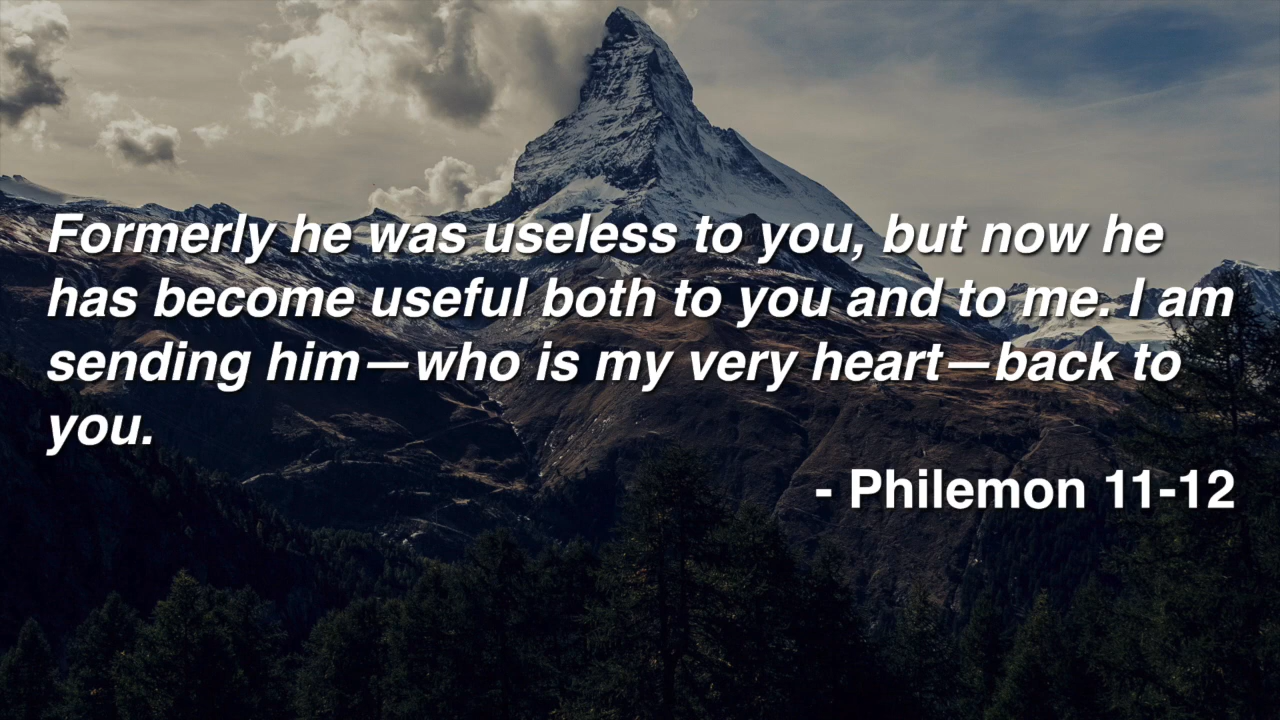 Formerly he was useless to you, but now he
has become useful both to you and to me. I am
sending him—who is my very heart—back to
you.
- Philemon 11-12